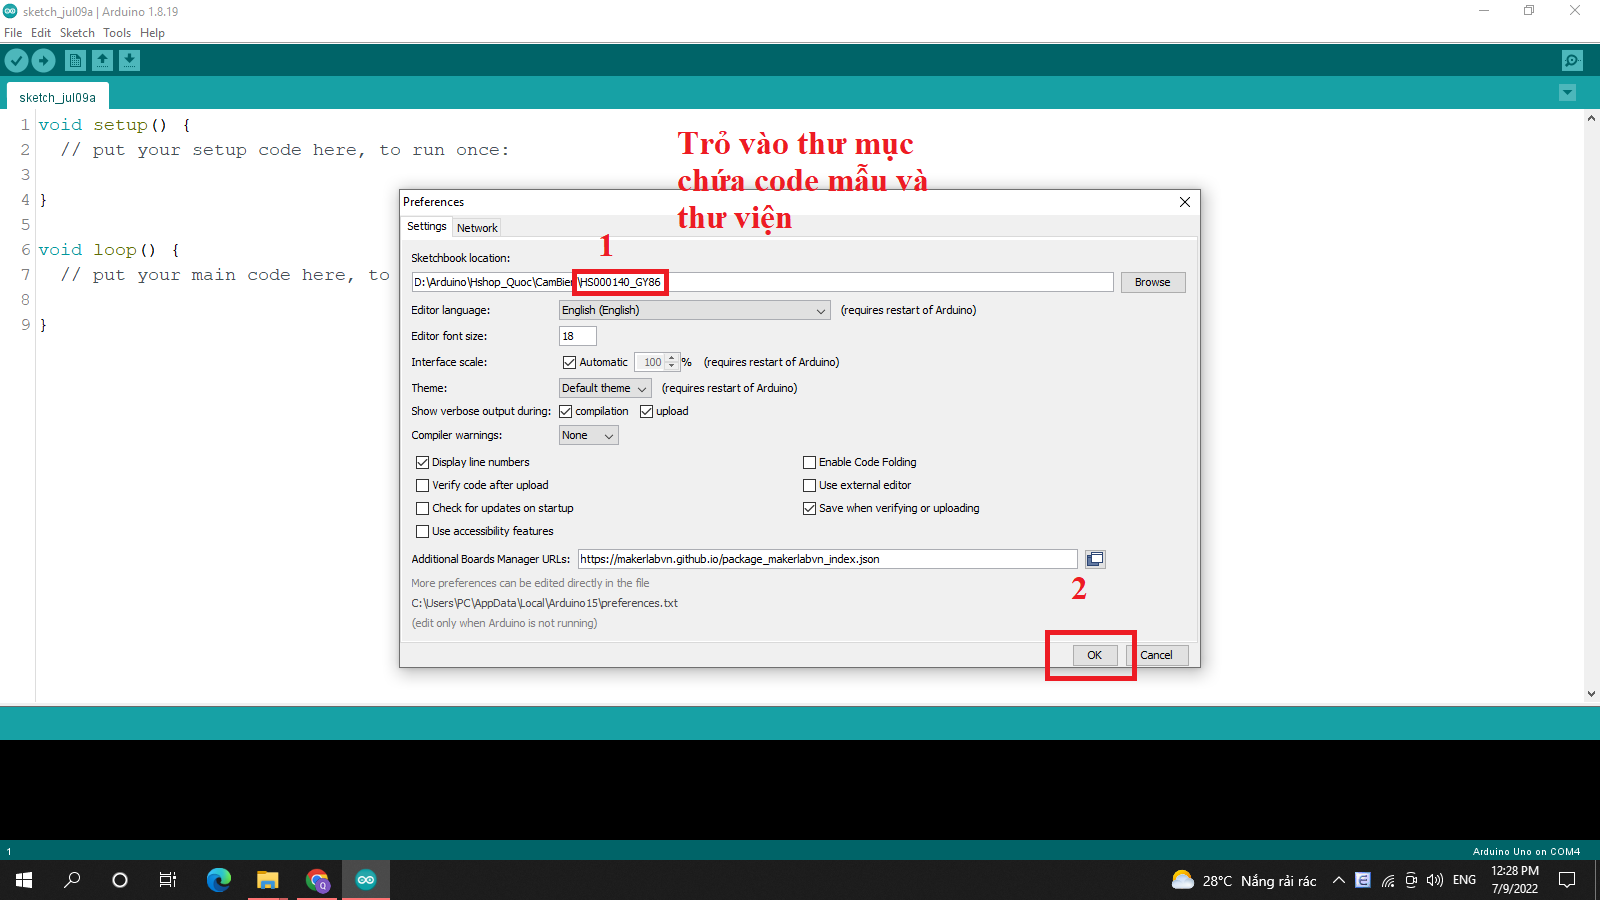 sketch_jul09a | Arduino 1.8.19
File Edit Sketch Tools Help
sketch_jul09a
1 void setup() {
2 // put your setup code here, to run once:
3
4 }
5
6 void loop() {
7 // put your main code here, to
8
9 }
Trỏ vào thư mục
chứa code mẫu và
thư viện
Preferences
Settings Network
1
Sketchbook location:
D:\Arduino\Hshop_Quoc\CamBien\HS000140_GY86 Browse
Editor language: English (English) (requires restart of Arduino)
Editor font size: 18
Interface scale: Automatic 100 % (requires restart of Arduino)
Theme: Default theme (requires restart of Arduino)
Show verbose output during: compilation upload
Compiler warnings: None
Display line numbers Enable Code Folding
Verify code after upload Use external editor
Check for updates on startup Save when verifying or uploading
Use accessibility features
Additional Boards Manager URLs: https://makerlabvn.github.io/package_makerlabvn_index.json
More preferences can be edited directly in the file
2
C:\Users\PC\AppData\Local\Arduino15\preferences.txt
(edit only when Arduino is not running)
OK Cancel
1 Arduino Uno on COM4
28°C Nắng rải rác ENG 12:28 PM
7/9/2022